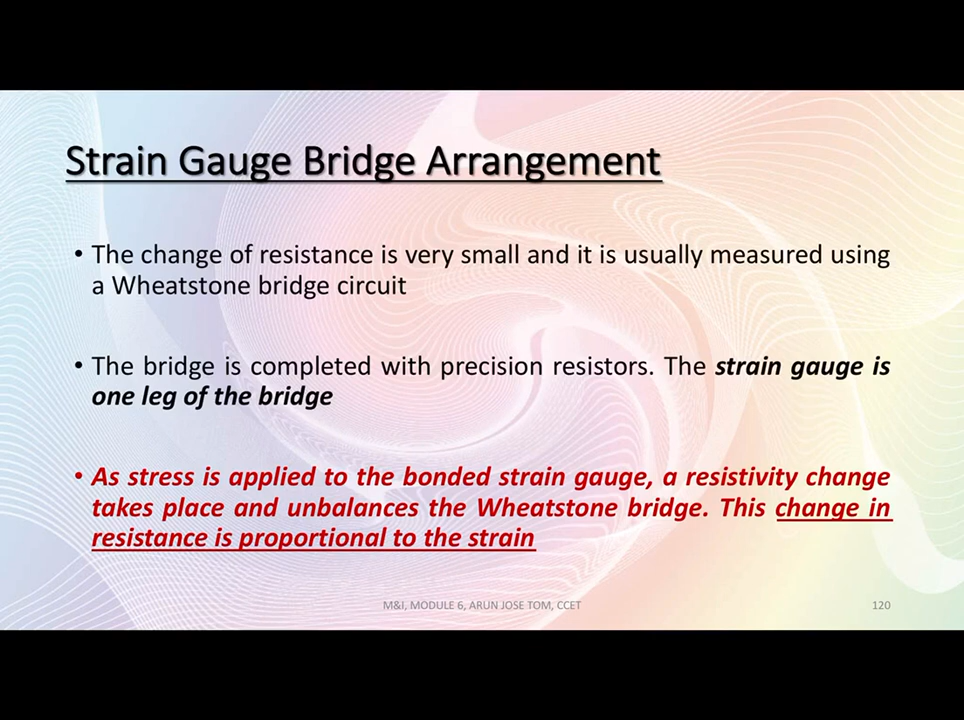 Strain Gauge Bridge Arrangement
• The change of resistance is very small and it is usually measured using
a Wheatstone bridge circuit
• The bridge is completed with precision resistors. The strain gauge is
one leg of the bridge
• As stress is applied to the bonded strain gauge, a resistivity change
takes place and unbalances the Wheatstone bridge. This change in
resistance is proportional to the strain
M&I, MODULE 6, ARUN JOSE TOM, CCET
120